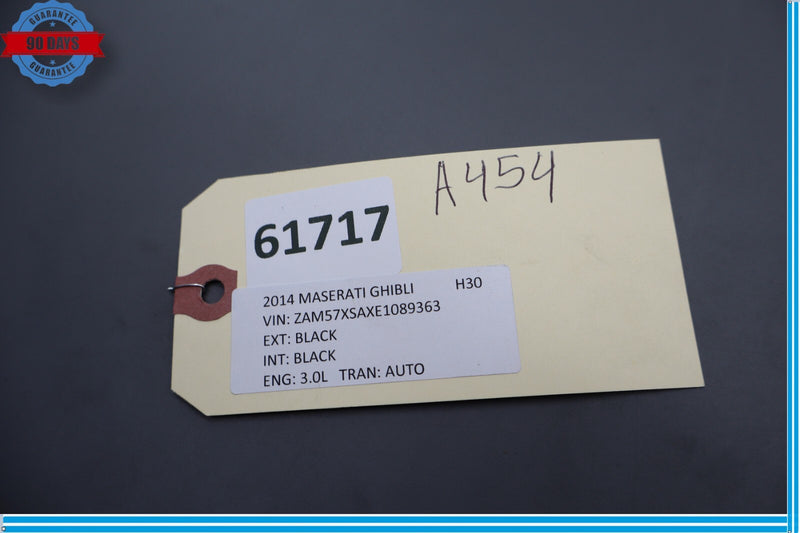 GUARANTEE
90 DAYS
GUARANTEE
A454
61717
2014 MASERATI GHIBLI H30
VIN: ZAM57XSAXE1089363
EXT: BLACK
INT: BLACK
ENG: 3.0L TRAN: AUTO